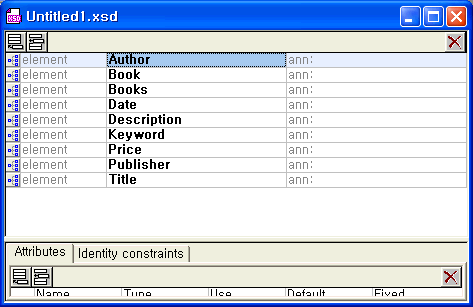 Untitled1.xsd
element Author ann:
element Book ann:
element Books ann:
element Date ann:
element Description ann:
element Keyword ann:
element Price ann:
element Publisher ann:
element Title ann:
Attributes Identity constraints
Name Type Use Default Fixed